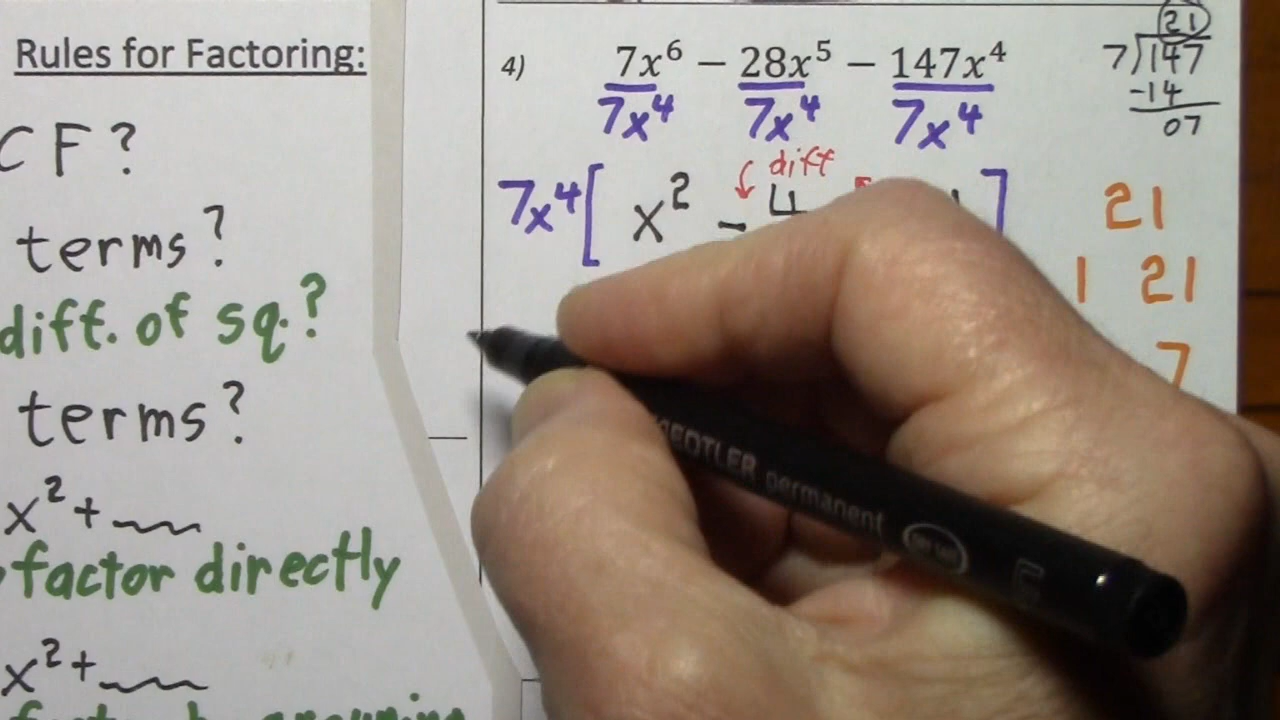 Rules for Factoring:
CF?
terms?
diff. of sq.?
terms?
x² +
factor directly
x² +
4) 7x⁶ − 28x⁵ − 147x⁴
7x⁴ 7x⁴ 7x⁴
diff
7x⁴[ x² - 4 ]
21
7)147
-14
07
21
1 21
7
STAEDTLER permanent